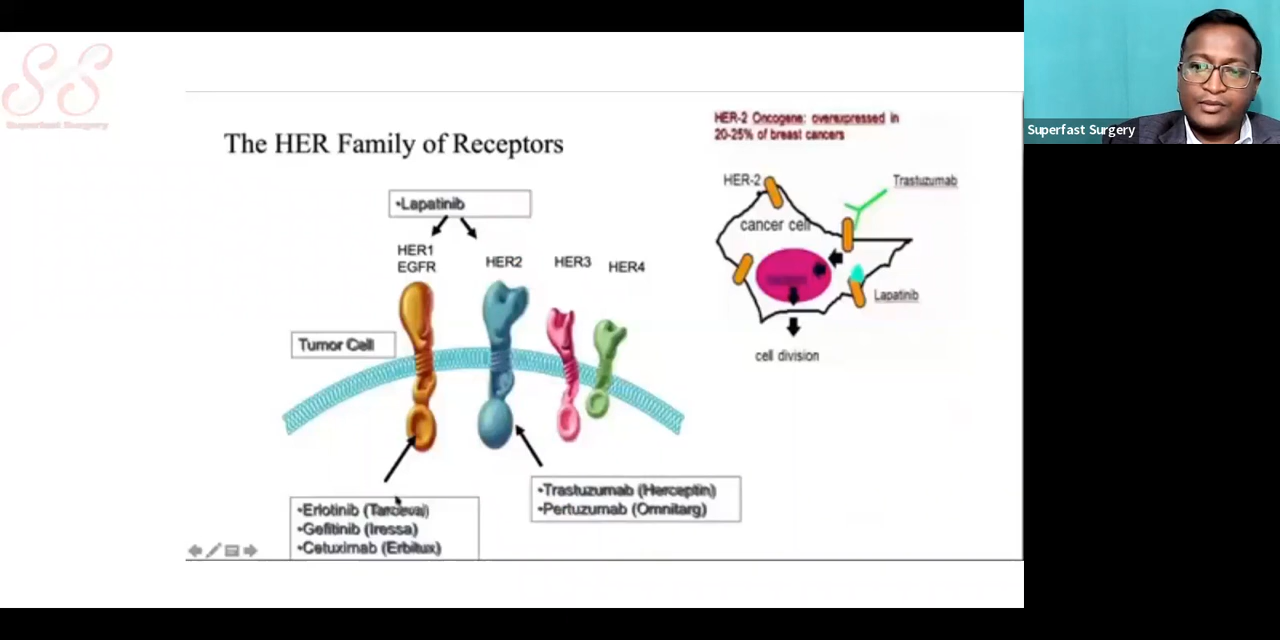 Superfast Surgery
The HER Family of Receptors
•Lapatinib
HER1
EGFR
HER2
HER3
HER4
Tumor Cell
•Erlotinib (Tarceva)
•Gefitinib (Iressa)
•Cetuximab (Erbitux)
•Trastuzumab (Herceptin)
•Pertuzumab (Omnitarg)
HER-2 Oncogene: overexpressed in
20-25% of breast cancers
HER-2
Trastuzumab
cancer cell
Lapatinib
cell division
Superfast Surgery